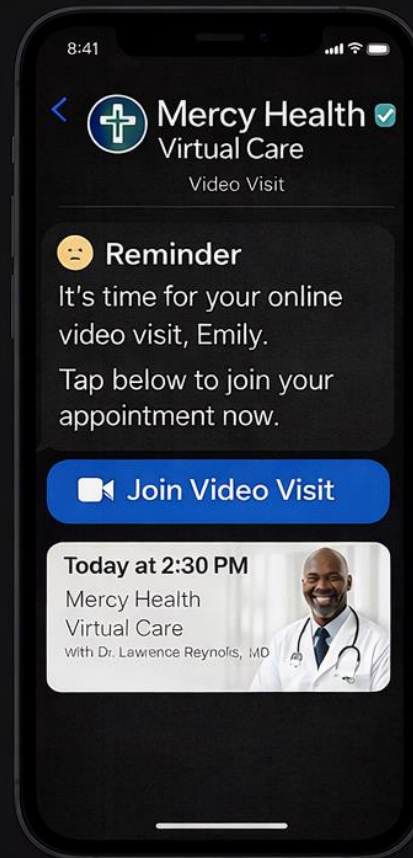 8:41
Mercy Health
Virtual Care
Video Visit
Reminder
It's time for your online
video visit, Emily.
Tap below to join your
appointment now.
Join Video Visit
Today at 2:30 PM
Mercy Health
Virtual Care
With Dr. Lawrence Reynolds, MD